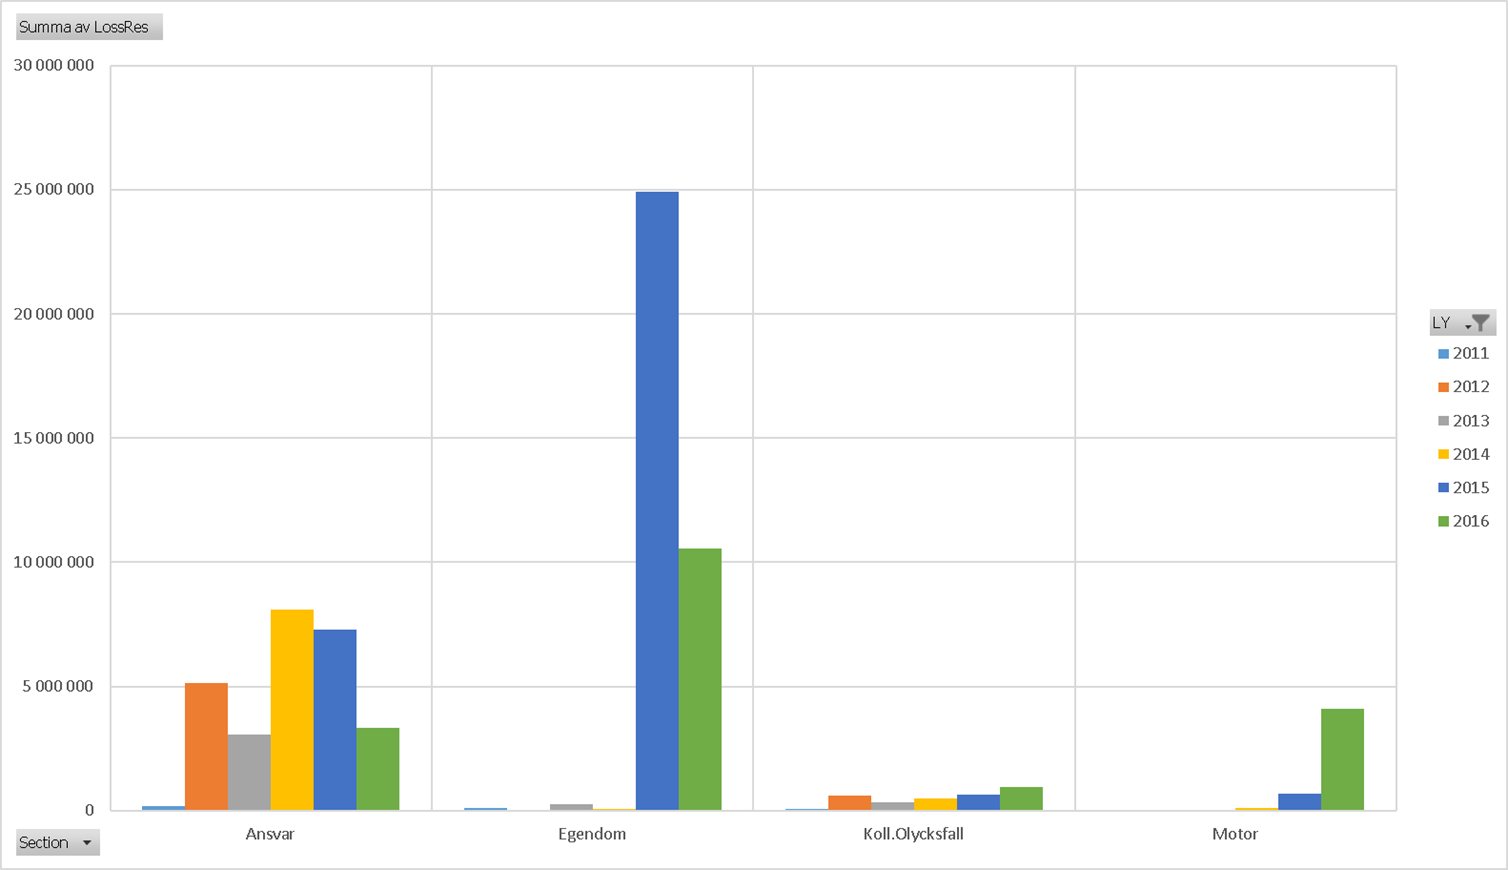 Summa av LossRes
30 000 000
25 000 000
20 000 000
15 000 000
10 000 000
5 000 000
0
Ansvar
Egendom
Koll.Olycksfall
Motor
Section
LY
2011
2012
2013
2014
2015
2016